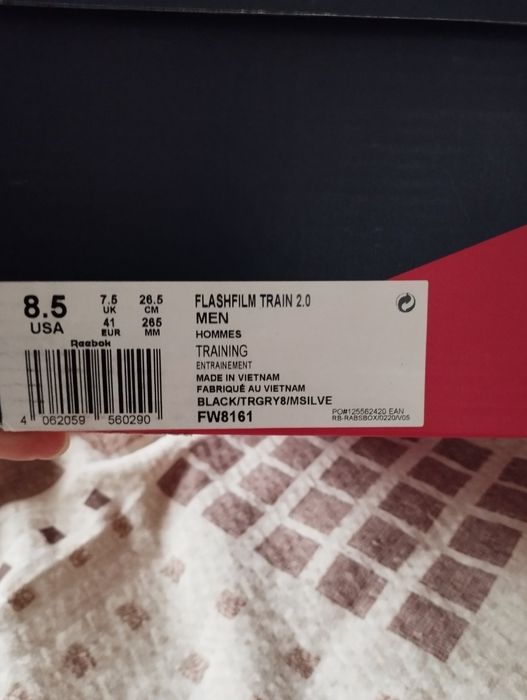 8.5
USA
7.5
UK
41
EUR
26.5
CM
265
MM
Reebok
4 062059 560290
FLASHFILM TRAIN 2.0
MEN
HOMMES
TRAINING
ENTRAINEMENT
MADE IN VIETNAM
FABRIQUÉ AU VIETNAM
BLACK/TRGRY8/MSILVE
FW8161
PO#125562420 EAN
RB-RABSBOX/0220/V05